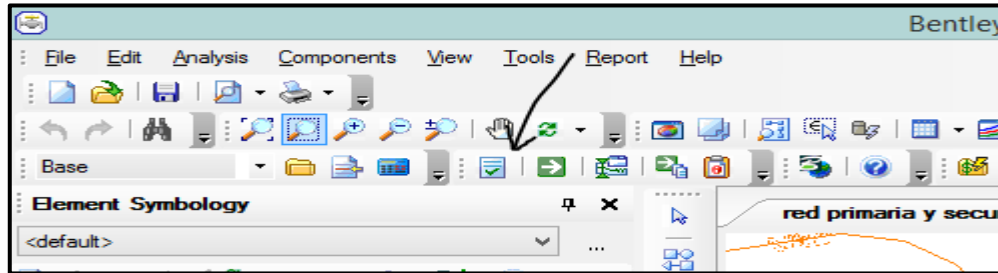 Bentley
File Edit Analysis Components View Tools Report Help
Base
Element Symbology
red primaria y secu
<default>
...